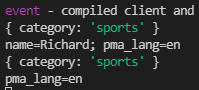 event - compiled client and
{ category: 'sports' }
name=Richard; pma_lang=en
{ category: 'sports' }
pma_lang=en